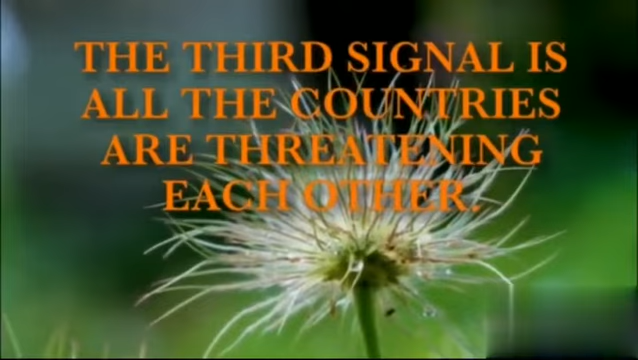 THE THIRD SIGNAL IS
ALL THE COUNTRIES
ARE THREATENING
EACH OTHER.